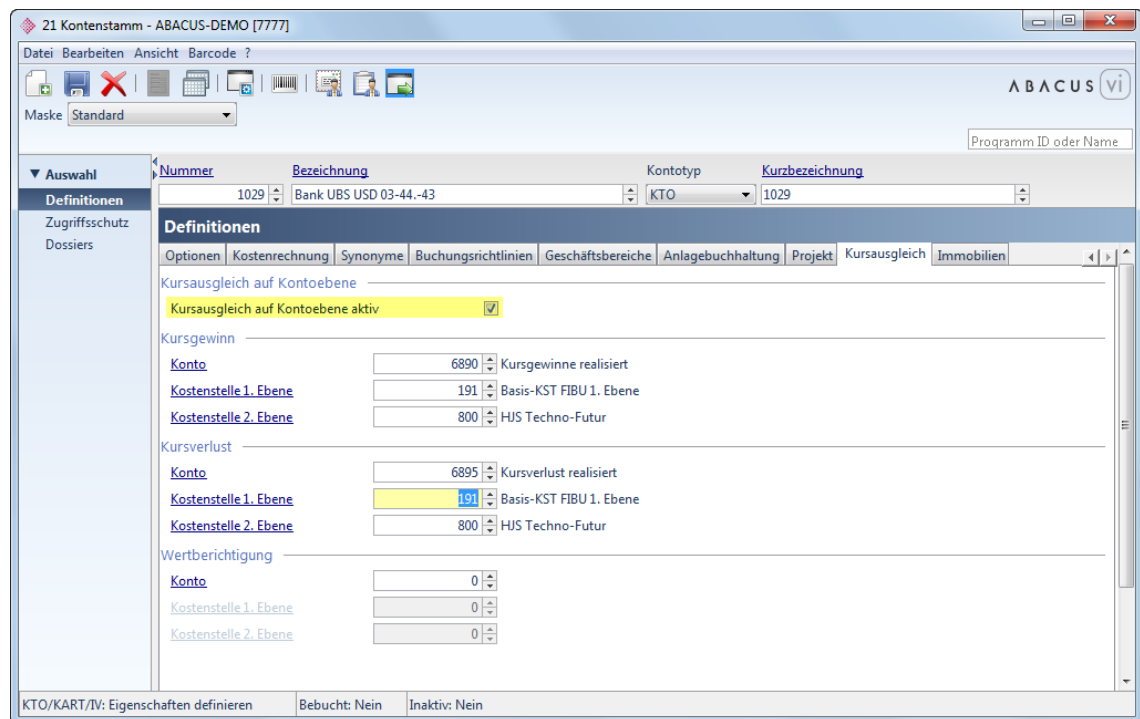 21 Kontenstamm - ABACUS-DEMO [7777]
Datei Bearbeiten Ansicht Barcode ?
ABACUS vi
Maske Standard
Programm ID oder Name
Auswahl
Definitionen
Zugriffsschutz
Dossiers
Nummer Bezeichnung Kontotyp Kurzbezeichnung
1029 Bank UBS USD 03-44.-43 KTO 1029
Definitionen
Optionen Kostenrechnung Synonyme Buchungsrichtlinien Geschäftsbereiche Anlagebuchhaltung Projekt Kursausgleich Immobilien
Kursausgleich auf Kontoebene
Kursausgleich auf Kontoebene aktiv
Kursgewinn
Konto 6890 Kursgewinne realisiert
Kostenstelle 1. Ebene 191 Basis-KST FIBU 1. Ebene
Kostenstelle 2. Ebene 800 HJS Techno-Futur
Kursverlust
Konto 6895 Kursverlust realisiert
Kostenstelle 1. Ebene 191 Basis-KST FIBU 1. Ebene
Kostenstelle 2. Ebene 800 HJS Techno-Futur
Wertberichtigung
Konto 0
Kostenstelle 1. Ebene 0
Kostenstelle 2. Ebene 0
KTO/KART/IV: Eigenschaften definieren Bebucht: Nein Inaktiv: Nein